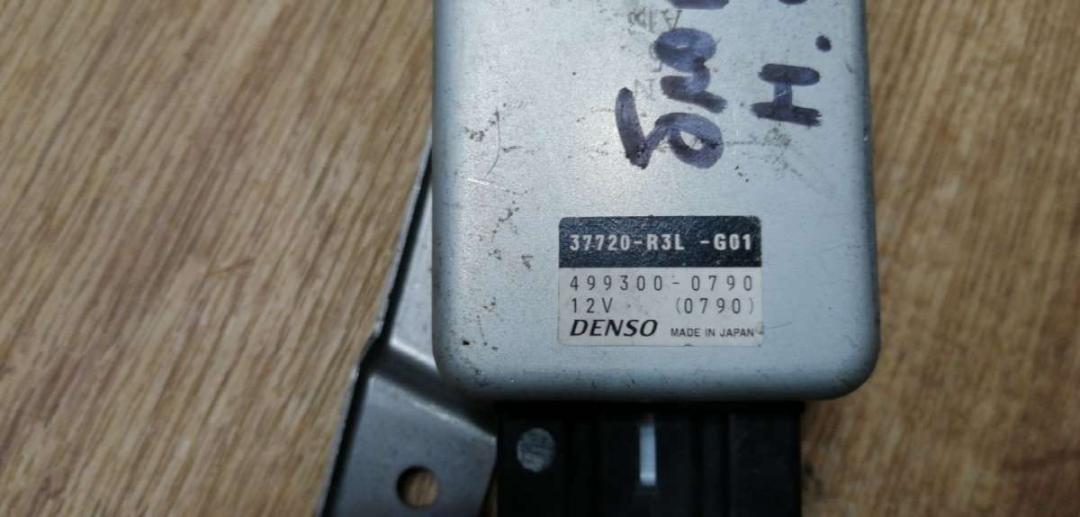 37720-R3L -G01
499300-0790
12V (0790)
DENSO MADE IN JAPAN